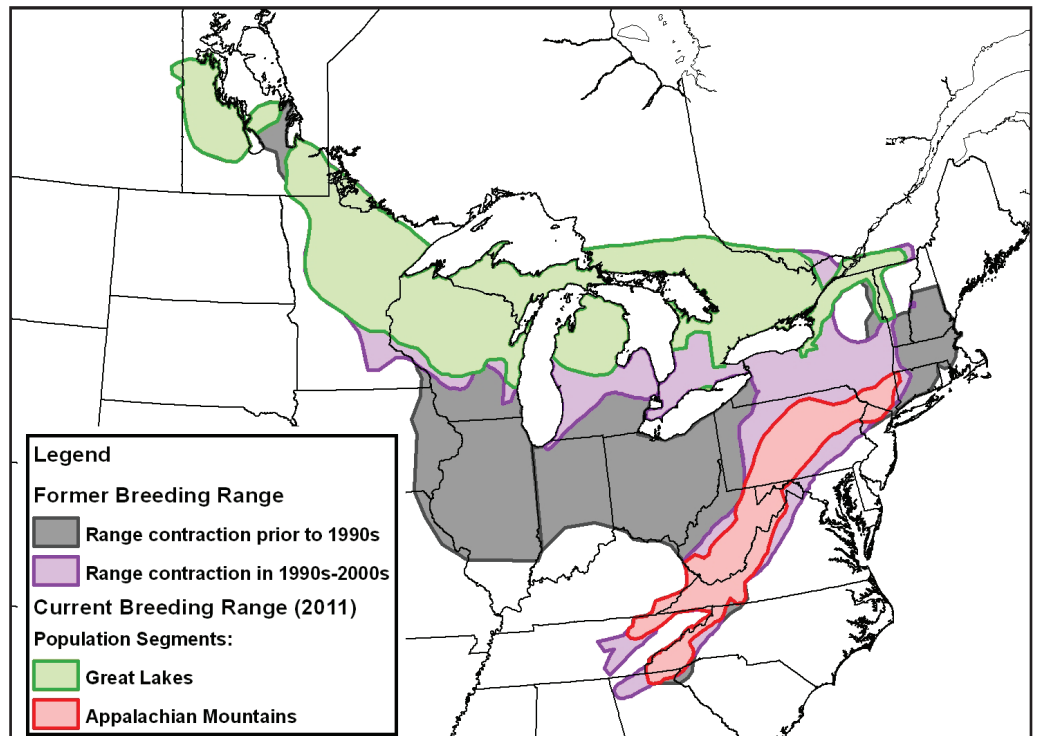 Legend
Former Breeding Range
Range contraction prior to 1990s
Range contraction in 1990s-2000s
Current Breeding Range (2011)
Population Segments:
Great Lakes
Appalachian Mountains